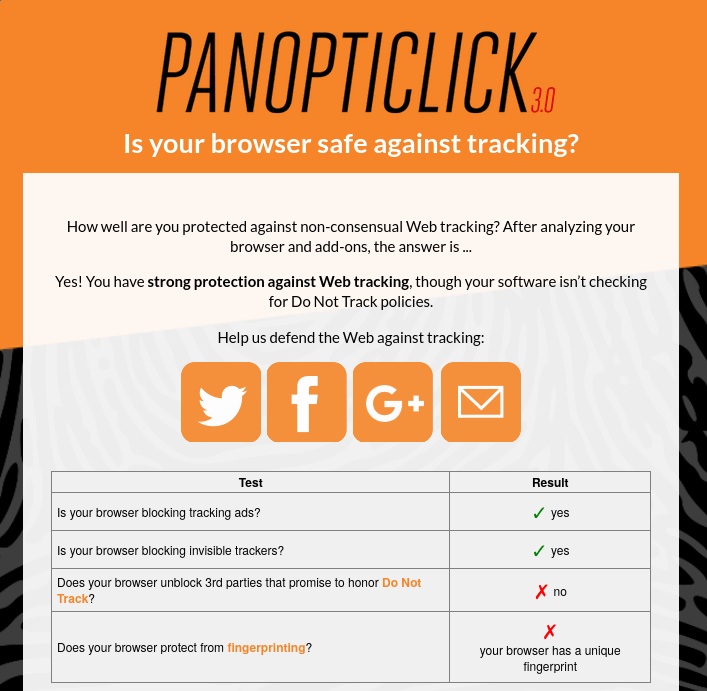 PANOPTICLICK 3.0
Is your browser safe against tracking?
How well are you protected against non-consensual Web tracking? After analyzing your
browser and add-ons, the answer is ...
Yes! You have strong protection against Web tracking, though your software isn’t checking
for Do Not Track policies.
Help us defend the Web against tracking:
G+
Test Result
Is your browser blocking tracking ads? ✓ yes
Is your browser blocking invisible trackers? ✓ yes
Does your browser unblock 3rd parties that promise to honor Do Not
Track? ✗ no
Does your browser protect from fingerprinting? ✗
your browser has a unique
fingerprint